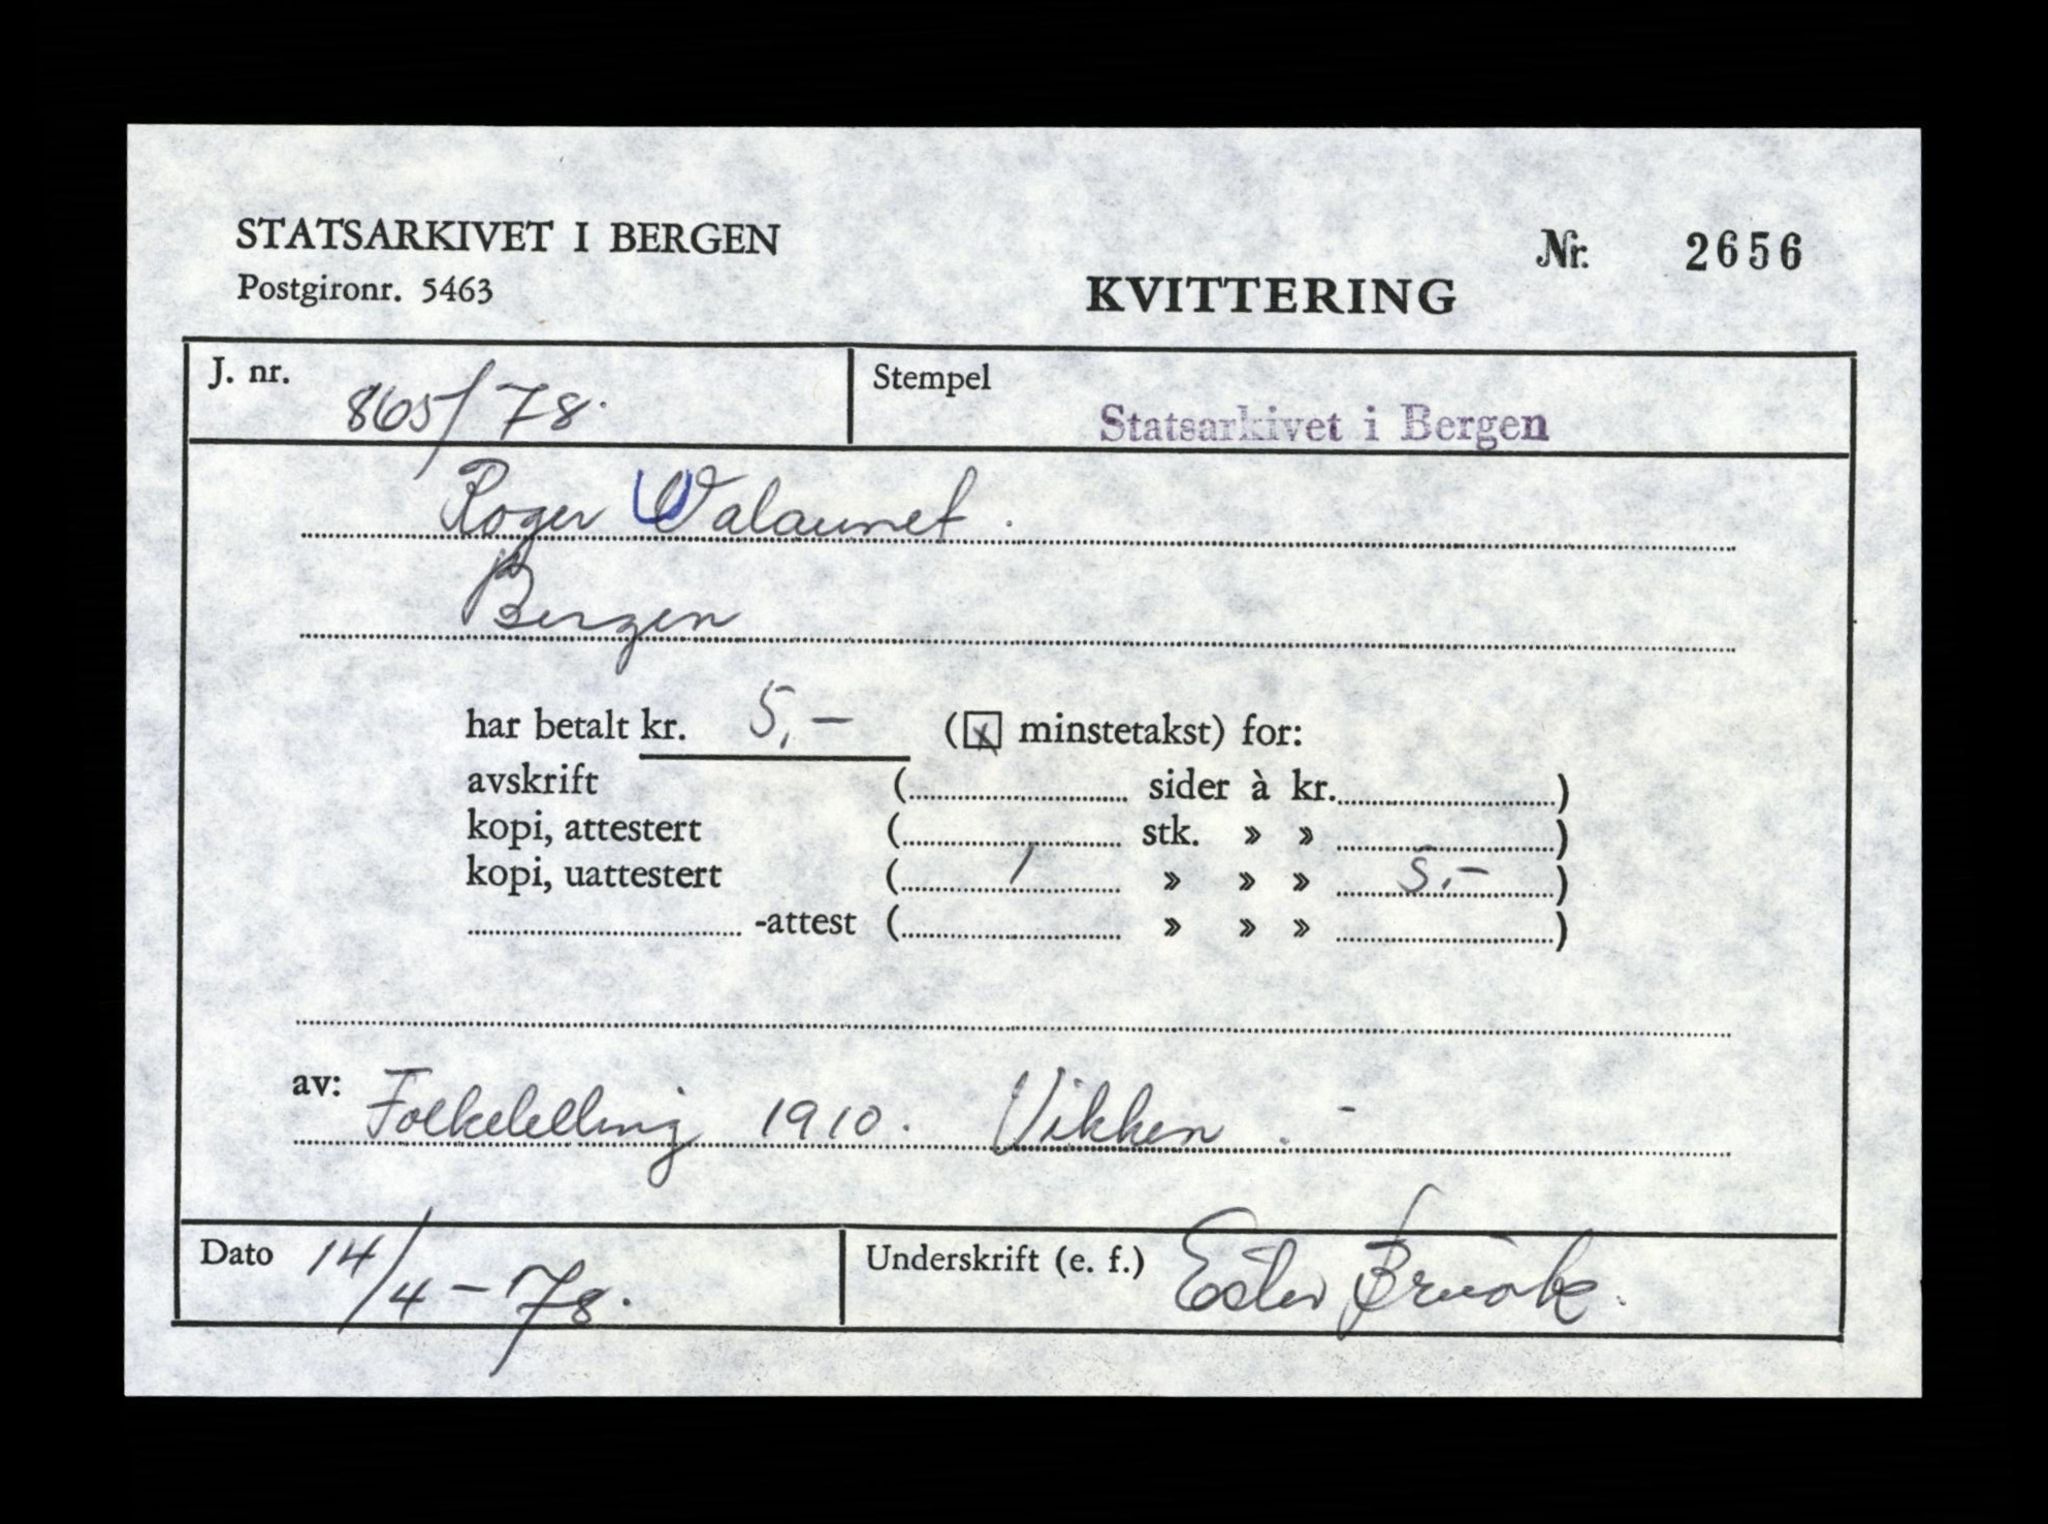 STATSARKIVET I BERGEN
Postgironr. 5463
Nr. 2656
KVITTERING
J. nr. 865/78.
Stempel
Statsarkivet i Bergen
Roger Walaunet.
Bergen
har betalt kr. 5,- (☒ minstetakst) for:
avskrift (.......... sider à kr...........)
kopi, attestert (.......... stk. » » ..........)
kopi, uattestert (1 » » » 5,-)
.......... -attest (.......... » » » ..........)
av: Folketelling 1910. Vikken . -
Dato 14/4-78.
Underskrift (e. f.) Ester